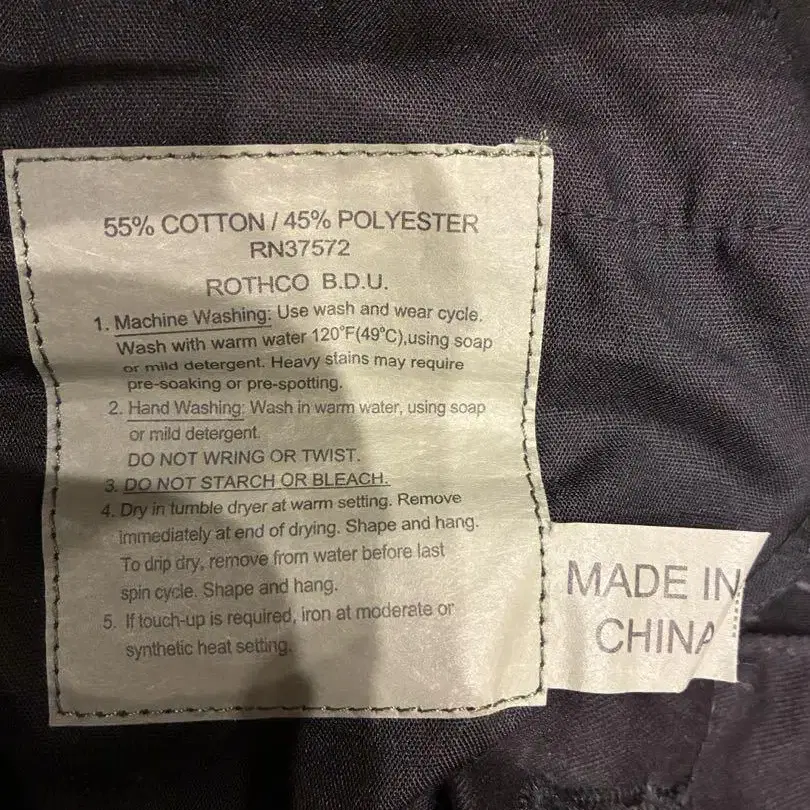 55% COTTON / 45% POLYESTER
RN37572
ROTHCO B.D.U.
1. Machine Washing: Use wash and wear cycle.
Wash with warm water 120°F(49°C),using soap
or mild detergent. Heavy stains may require
pre-soaking or pre-spotting.
2. Hand Washing: Wash in warm water, using soap
or mild detergent.
DO NOT WRING OR TWIST.
3. DO NOT STARCH OR BLEACH.
4. Dry in tumble dryer at warm setting. Remove
immediately at end of drying. Shape and hang.
To drip dry, remove from water before last
spin cycle. Shape and hang.
5. If touch-up is required, iron at moderate or
synthetic heat setting.
MADE IN
CHINA